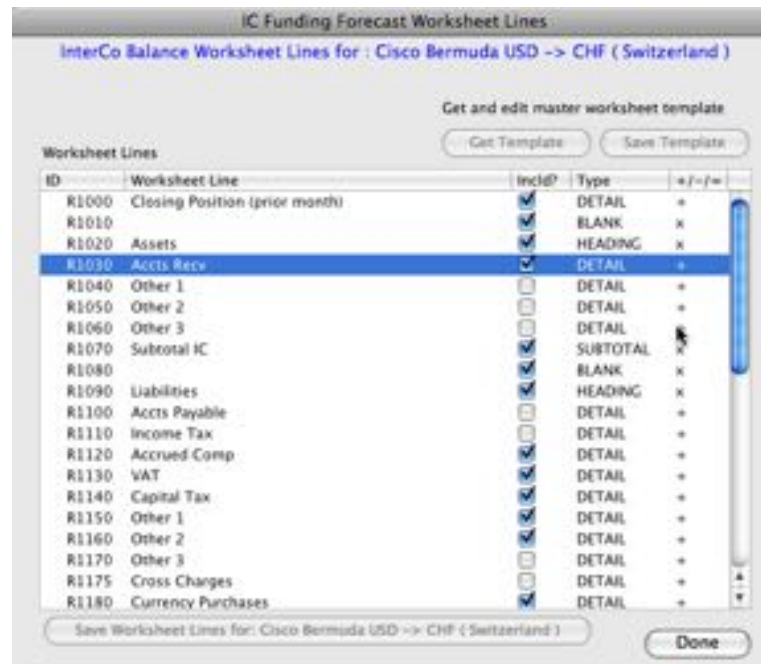 IC Funding Forecast Worksheet Lines
InterCo Balance Worksheet Lines for : Cisco Bermuda USD -> CHF ( Switzerland )
Get and edit master worksheet template
Get Template Save Template
Worksheet Lines
ID Worksheet Line Incld? Type +/-/=
R1000 Closing Position (prior month) DETAIL +
R1010 BLANK x
R1020 Assets HEADING x
R1030 Accts Recv DETAIL +
R1040 Other 1 DETAIL +
R1050 Other 2 DETAIL +
R1060 Other 3 DETAIL
R1070 Subtotal IC SUBTOTAL x
R1080 BLANK x
R1090 Liabilities HEADING x
R1100 Accts Payable DETAIL +
R1110 Income Tax DETAIL +
R1120 Accrued Comp DETAIL +
R1130 VAT DETAIL +
R1140 Capital Tax DETAIL +
R1150 Other 1 DETAIL +
R1160 Other 2 DETAIL +
R1170 Other 3 DETAIL +
R1175 Cross Charges DETAIL +
R1180 Currency Purchases DETAIL +
Save Worksheet Lines for: Cisco Bermuda USD -> CHF ( Switzerland )
Done